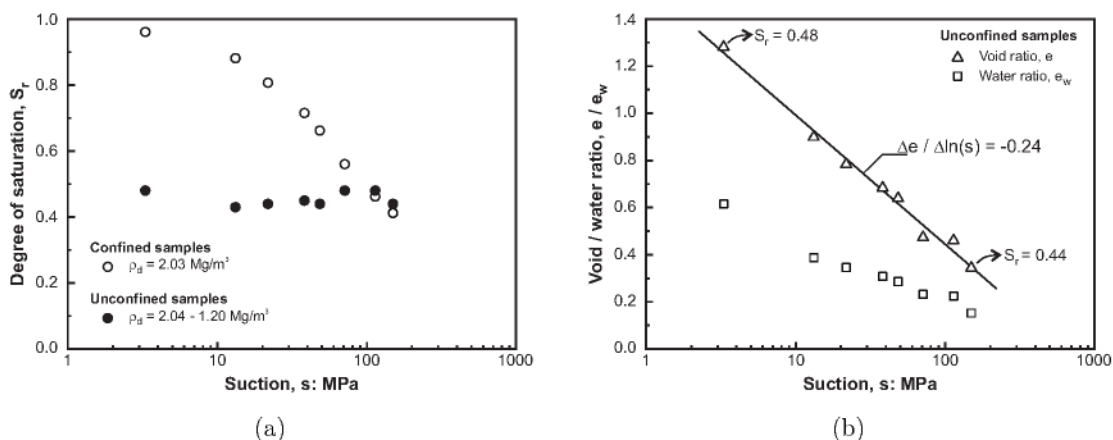 1.0
0.8
0.6
0.4
0.2
0.0
Degree of saturation, Sᵣ
Confined samples
ρd = 2.03 Mg/m³
Unconfined samples
ρd = 2.04 - 1.20 Mg/m³
1 10 100 1000
Suction, s: MPa
(a)
1.4
1.2
1.0
0.8
0.6
0.4
0.2
0.0
Void / water ratio, e / e_w
Sᵣ = 0.48
Unconfined samples
Void ratio, e
Water ratio, e_w
Δe / Δln(s) = -0.24
Sᵣ = 0.44
1 10 100 1000
Suction, s: MPa
(b)